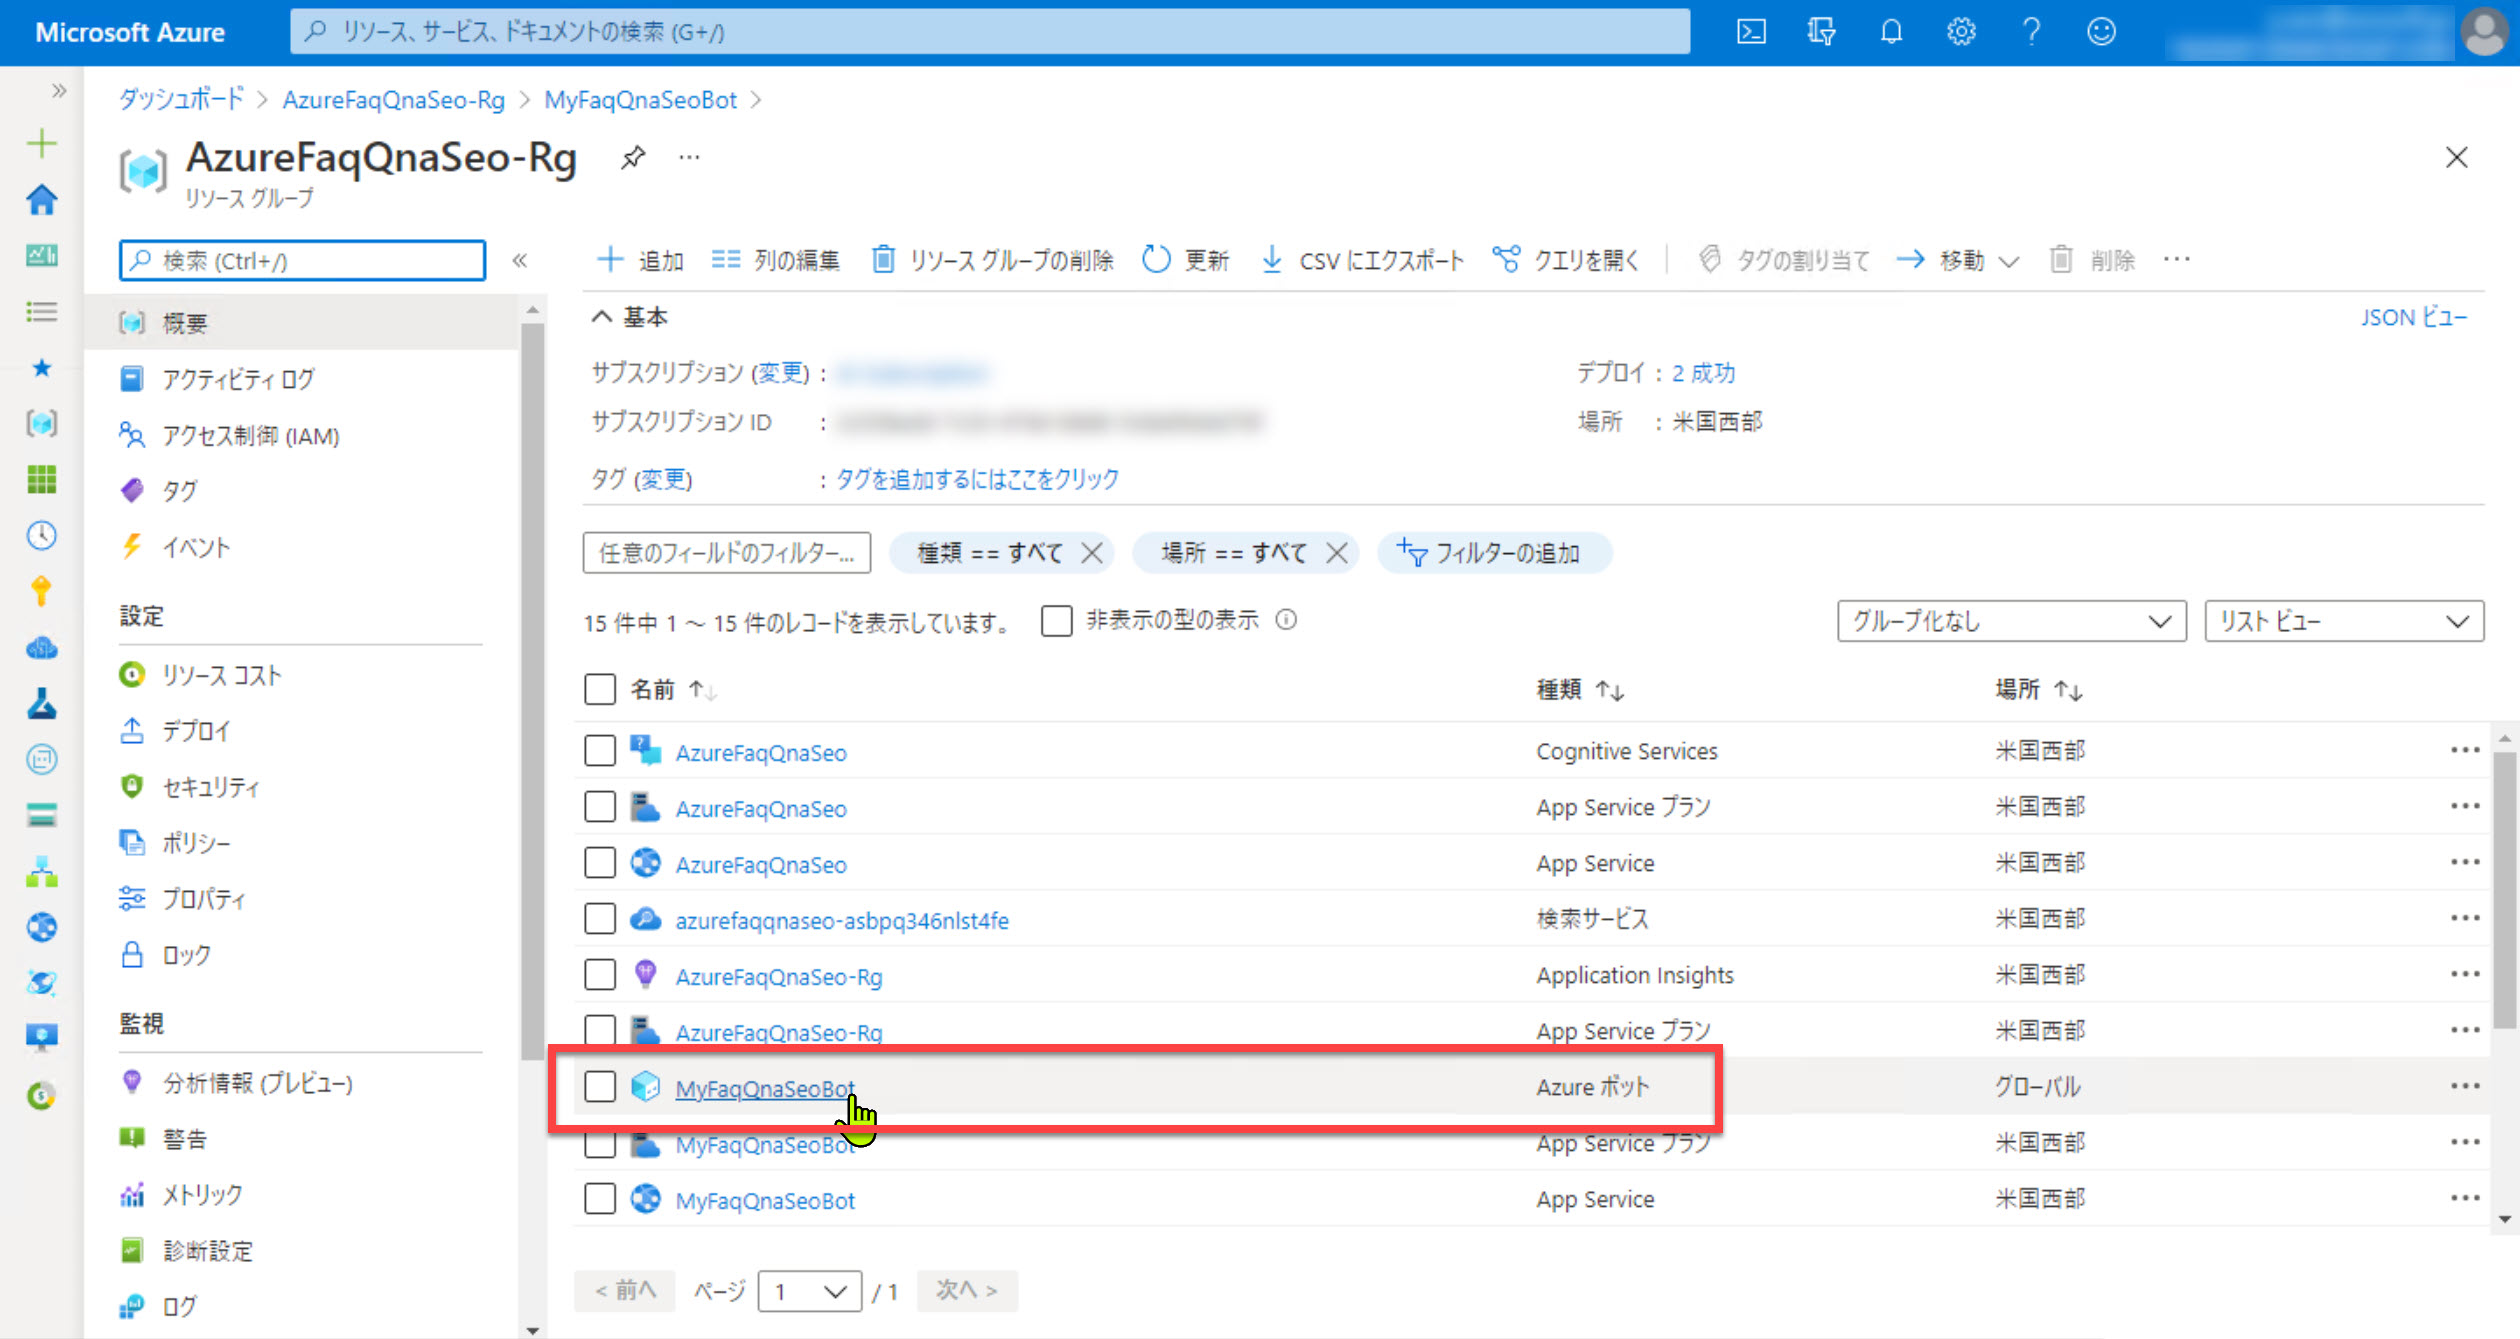 Microsoft Azure
リソース、サービス、ドキュメントの検索 (G+/)
ダッシュボード > AzureFaqQnaSeo-Rg > MyFaqQnaSeoBot >
AzureFaqQnaSeo-Rg
リソース グループ
検索 (Ctrl+/)
概要
アクティビティ ログ
アクセス制御 (IAM)
タグ
イベント
設定
リソース コスト
デプロイ
セキュリティ
ポリシー
プロパティ
ロック
監視
分析情報 (プレビュー)
警告
メトリック
診断設定
ログ
追加 列の編集 リソース グループの削除 更新 CSV にエクスポート クエリを開く タグの割り当て 移動 削除
基本
JSON ビュー
サブスクリプション (変更) :
デプロイ : 2 成功
サブスクリプション ID :
場所 : 米国西部
タグ (変更) : タグを追加するにはここをクリック
任意のフィールドのフィルター... 種類 == すべて 場所 == すべて フィルターの追加
15 件中 1 ～ 15 件のレコードを表示しています。 非表示の型の表示 グループ化なし リスト ビュー
名前 種類 場所
AzureFaqQnaSeo Cognitive Services 米国西部
AzureFaqQnaSeo App Service プラン 米国西部
AzureFaqQnaSeo App Service 米国西部
azurefaqqnaseo-asbpq346nlst4fe 検索サービス 米国西部
AzureFaqQnaSeo-Rg Application Insights 米国西部
AzureFaqQnaSeo-Rg App Service プラン 米国西部
MyFaqQnaSeoBot Azure ボット グローバル
MyFaqQnaSeoBot App Service プラン 米国西部
MyFaqQnaSeoBot App Service 米国西部
< 前へ ページ 1 / 1 次へ >